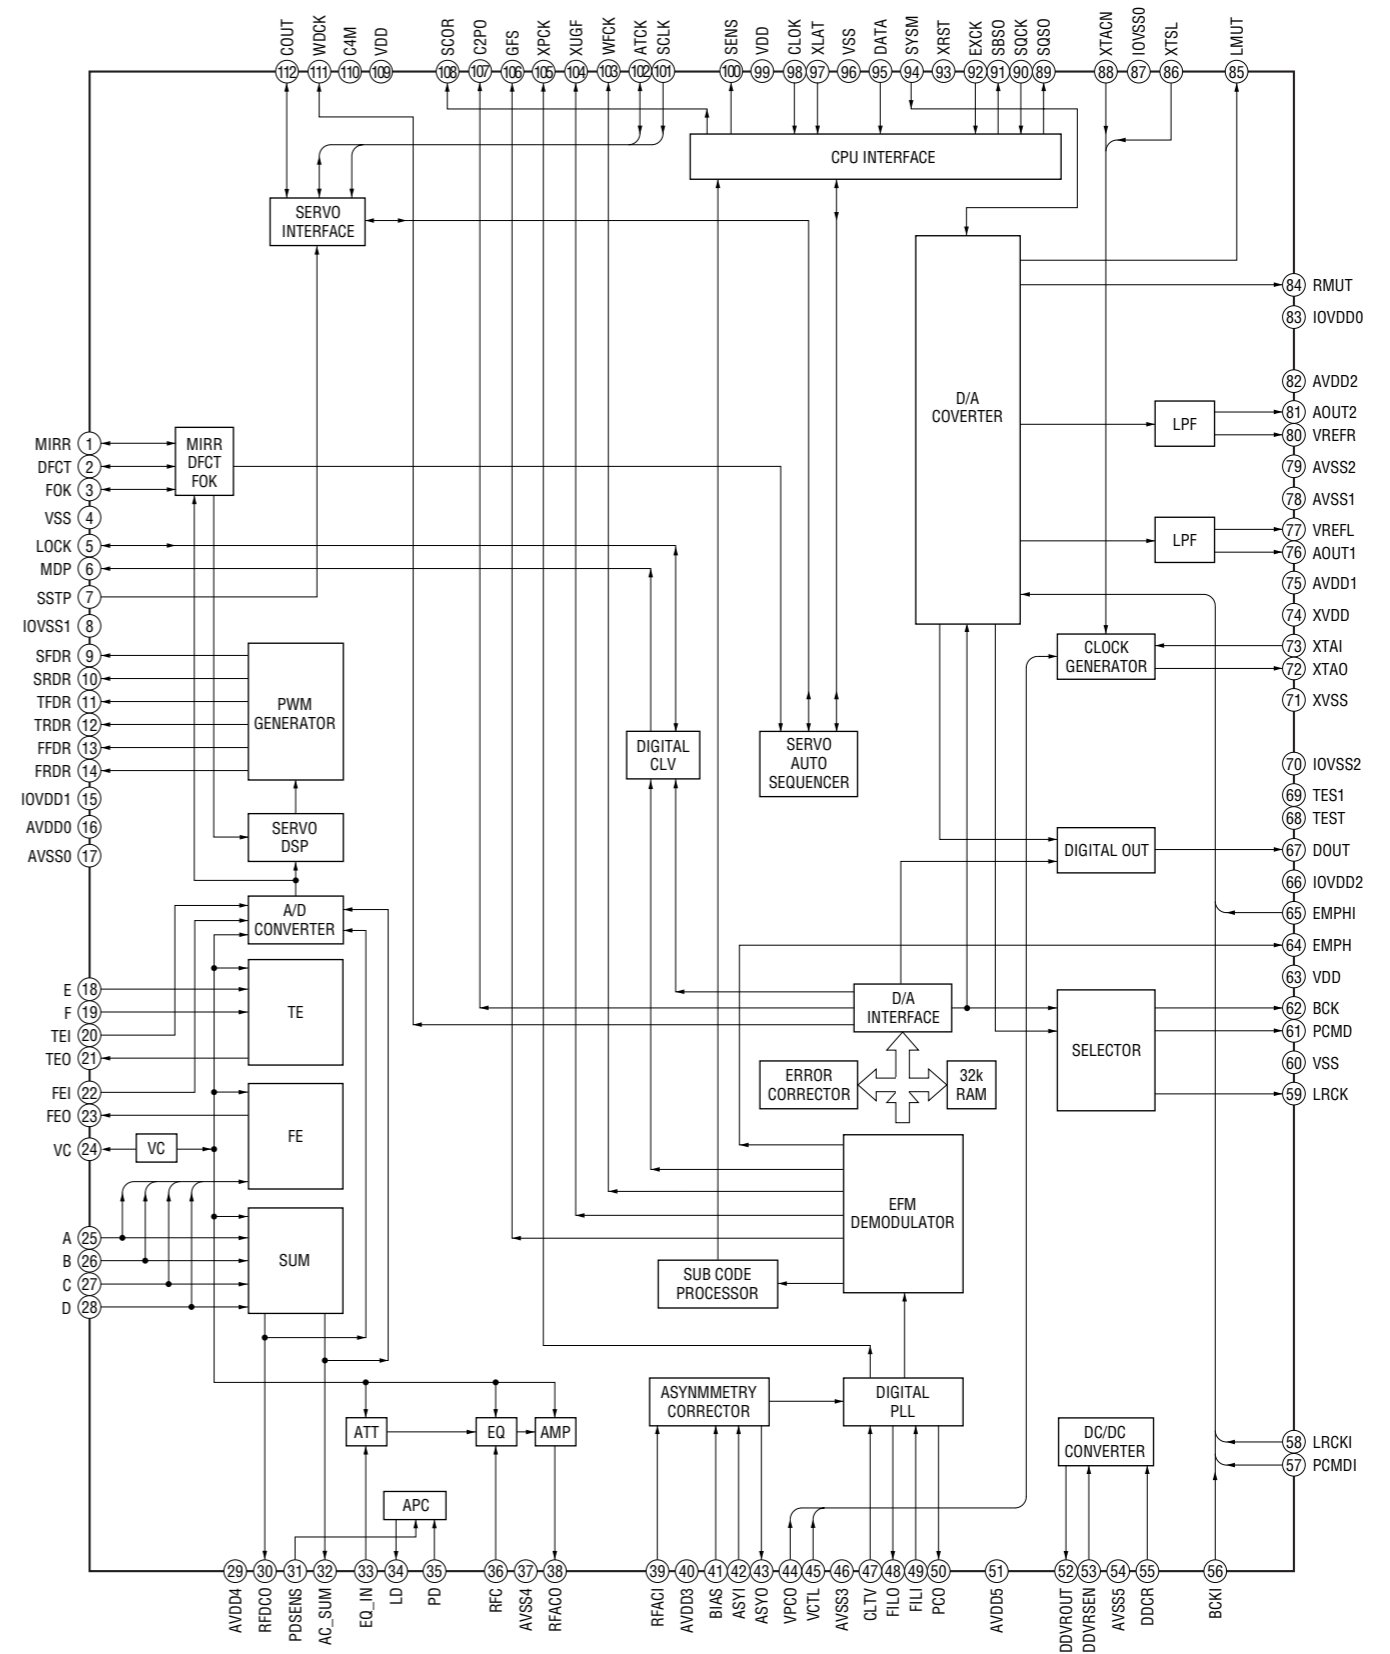 COUT
WDCK
C4M
VDD
SCOR
C2PO
GFS
XPCK
XUGF
WFCK
ATCK
SCLK
SENS
VDD
CLOK
XLAT
VSS
DATA
SYSM
XRST
EXCK
SBSO
SQCK
SQSO
XTACN
IOVSS0
XTSL
LMUT
112
111
110
109
108
107
106
105
104
103
102
101
100
99
98
97
96
95
94
93
92
91
90
89
88
87
86
85
CPU INTERFACE
SERVO
INTERFACE
D/A
COVERTER
84 RMUT
83 IOVDD0
82 AVDD2
81 AOUT2
80 VREFR
79 AVSS2
78 AVSS1
77 VREFL
76 AOUT1
75 AVDD1
74 XVDD
73 XTAI
72 XTAO
71 XVSS
70 IOVSS2
69 TES1
68 TEST
67 DOUT
66 IOVDD2
65 EMPHI
64 EMPH
63 VDD
62 BCK
61 PCMD
60 VSS
59 LRCK
58 LRCKI
57 PCMDI
LPF
LPF
MIRR 1
DFCT 2
FOK 3
VSS 4
LOCK 5
MDP 6
SSTP 7
IOVSS1 8
SFDR 9
SRDR 10
TFDR 11
TRDR 12
FFDR 13
FRDR 14
IOVDD1 15
AVDD0 16
AVSS0 17
E 18
F 19
TEI 20
TEO 21
FEI 22
FEO 23
VC 24
A 25
B 26
C 27
D 28
MIRR
DFCT
FOK
PWM
GENERATOR
SERVO
DSP
A/D
CONVERTER
TE
FE
VC
SUM
DIGITAL
CLV
SERVO
AUTO
SEQUENCER
CLOCK
GENERATOR
DIGITAL OUT
D/A
INTERFACE
SELECTOR
ERROR
CORRECTOR
32k
RAM
EFM
DEMODULATOR
SUB CODE
PROCESSOR
ASYNMMETRY
CORRECTOR
DIGITAL
PLL
ATT
EQ
AMP
APC
DC/DC
CONVERTER
29
30
31
32
33
34
35
36
37
38
39
40
41
42
43
44
45
46
47
48
49
50
51
52
53
54
55
56
AVDD4
RFDCO
PDSENS
AC_SUM
EQ_IN
LD
PD
RFC
AVSS4
RFACO
RFACI
AVDD3
BIAS
ASYI
ASYO
VPCO
VCTL
AVSS3
CLTV
FILO
FILI
PCO
AVDD5
DDVROUT
DDVRSEN
AVSS5
DDCR
BCKI